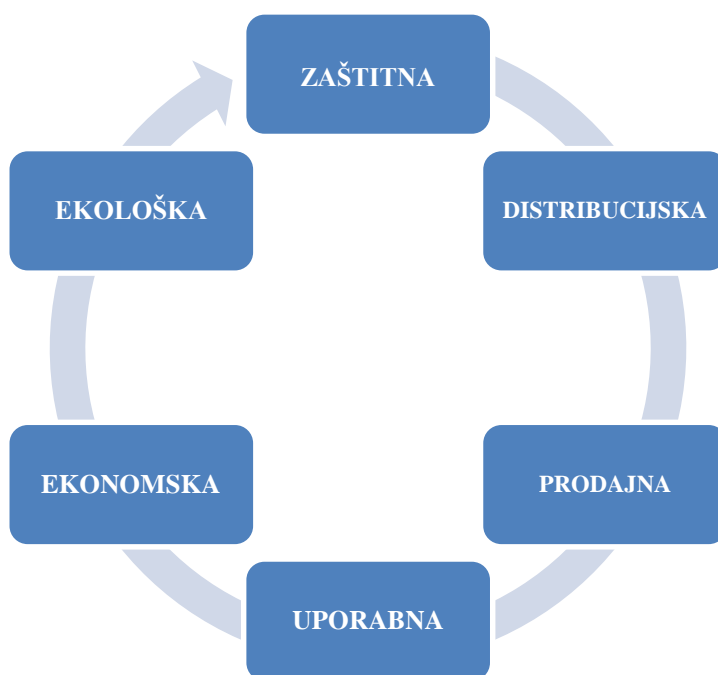 ZAŠTITNA
DISTRIBUCIJSKA
PRODAJNA
UPORABNA
EKONOMSKA
EKOLOŠKA